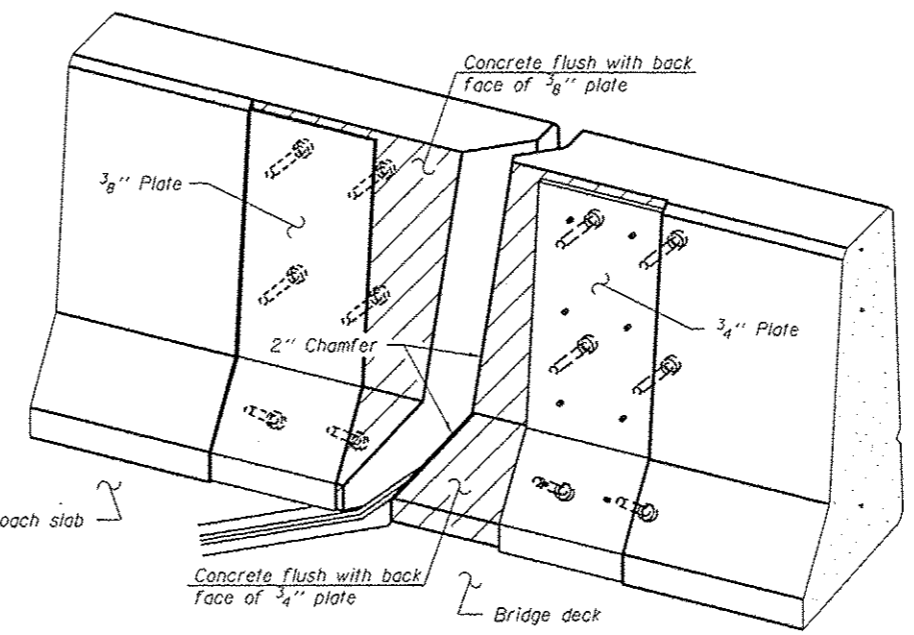 Concrete flush with back
face of 3/8" plate
3/8" Plate
3/4" Plate
2" Chamfer
oach slab
Concrete flush with back
face of 3/4" plate
Bridge deck